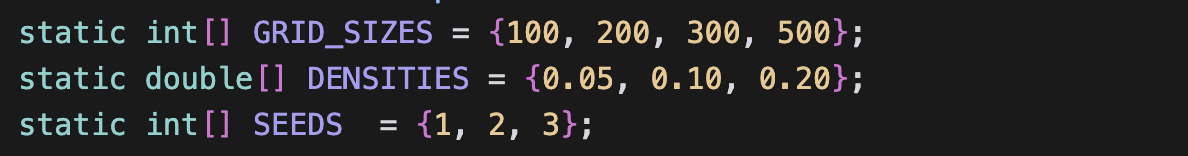 static int[] GRID_SIZES = {100, 200, 300, 500};
static double[] DENSITIES = {0.05, 0.10, 0.20};
static int[] SEEDS  = {1, 2, 3};